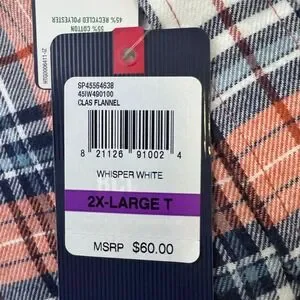 55% COTTON
45% RECYCLED POLYESTER
SP45564638
45IW490100
CLAS FLANNEL
8 21126 91002 4
WHISPER WHITE
2X-LARGE T
MSRP $60.00